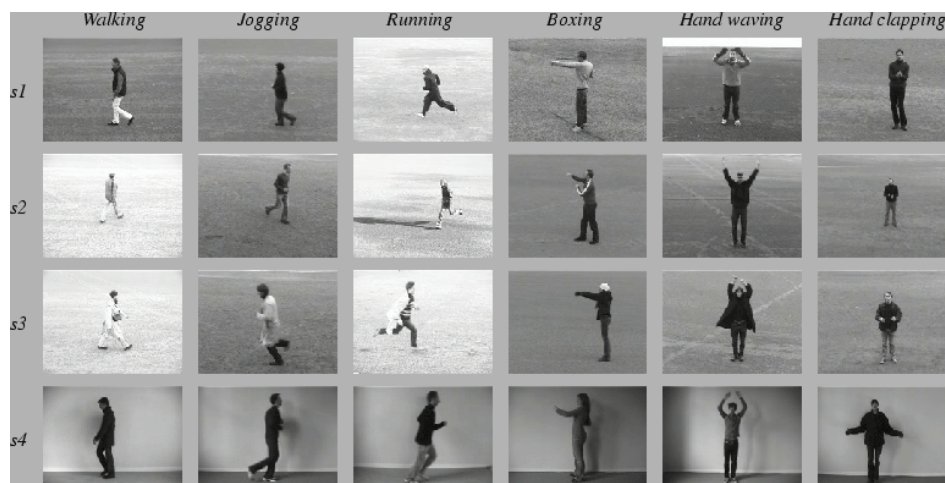 Walking Jogging Running Boxing Hand waving Hand clapping
s1
s2
s3
s4